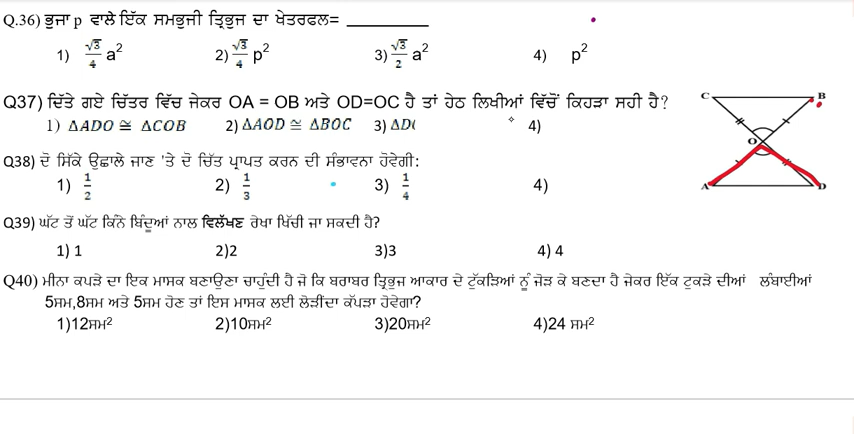 Q.36) ਭੁਜਾ p ਵਾਲੇ ਇੱਕ ਸਮਭੁਜੀ ਤ੍ਰਿਭੁਜ ਦਾ ਖੇਤਰਫਲ= ________
1) √3/4 a² 2) √3/4 p² 3) √3/2 a² 4) p²
Q37) ਦਿੱਤੇ ਗਏ ਚਿੱਤਰ ਵਿੱਚ ਜੇਕਰ OA = OB ਅਤੇ OD=OC ਹੈ ਤਾਂ ਹੇਠ ਲਿਖੀਆਂ ਵਿੱਚੋਂ ਕਿਹੜਾ ਸਹੀ ਹੈ?
1) ΔADO ≅ ΔCOB 2) ΔAOD ≅ ΔBOC 3) ΔD 4)
C B
O
A D
Q38) ਦੋ ਸਿੱਕੇ ਉਛਾਲੇ ਜਾਣ 'ਤੇ ਦੋ ਚਿੱਤ ਪ੍ਰਾਪਤ ਕਰਨ ਦੀ ਸੰਭਾਵਨਾ ਹੋਵੇਗੀ:
1) 1/2 2) 1/3 3) 1/4 4)
Q39) ਘੱਟ ਤੋਂ ਘੱਟ ਕਿੰਨੇ ਬਿੰਦੂਆਂ ਨਾਲ ਵਿਲੱਖਣ ਰੇਖਾ ਖਿੱਚੀ ਜਾ ਸਕਦੀ ਹੈ?
1) 1 2)2 3)3 4) 4
Q40) ਮੀਨਾ ਕਪੜੇ ਦਾ ਇਕ ਮਾਸਕ ਬਣਾਉਣਾ ਚਾਹੁੰਦੀ ਹੈ ਜੋ ਕਿ ਬਰਾਬਰ ਤ੍ਰਿਭੁਜ ਆਕਾਰ ਦੇ ਟੁੱਕੜਿਆਂ ਨੂੰ ਜੋੜ ਕੇ ਬਣਦਾ ਹੈ ਜੇਕਰ ਇੱਕ ਟੁਕੜੇ ਦੀਆਂ ਲੰਬਾਈਆਂ
5ਸਮ,8ਸਮ ਅਤੇ 5ਸਮ ਹੋਣ ਤਾਂ ਇਸ ਮਾਸਕ ਲਈ ਲੋੜੀਂਦਾ ਕੱਪੜਾ ਹੋਵੇਗਾ?
1)12ਸਮ² 2)10ਸਮ² 3)20ਸਮ² 4)24 ਸਮ²